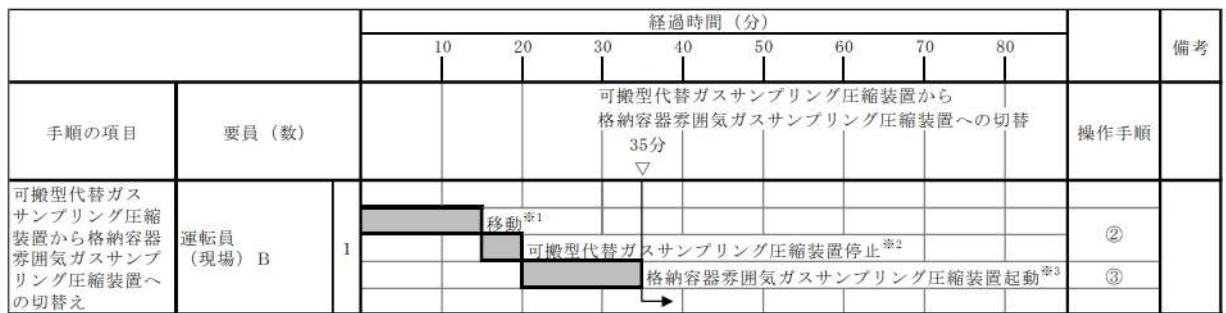 経過時間（分）
10 20 30 40 50 60 70 80
備考
手順の項目
要員（数）
可搬型代替ガスサンプリング圧縮装置から
格納容器雰囲気ガスサンプリング圧縮装置への切替
35分
▽
操作手順
可搬型代替ガス
サンプリング圧縮
装置から格納容器
雰囲気ガスサンプ
リング圧縮装置へ
の切替え
運転員
（現場）B
1
移動※1
可搬型代替ガスサンプリング圧縮装置停止※2
②
格納容器雰囲気ガスサンプリング圧縮装置起動※3
③